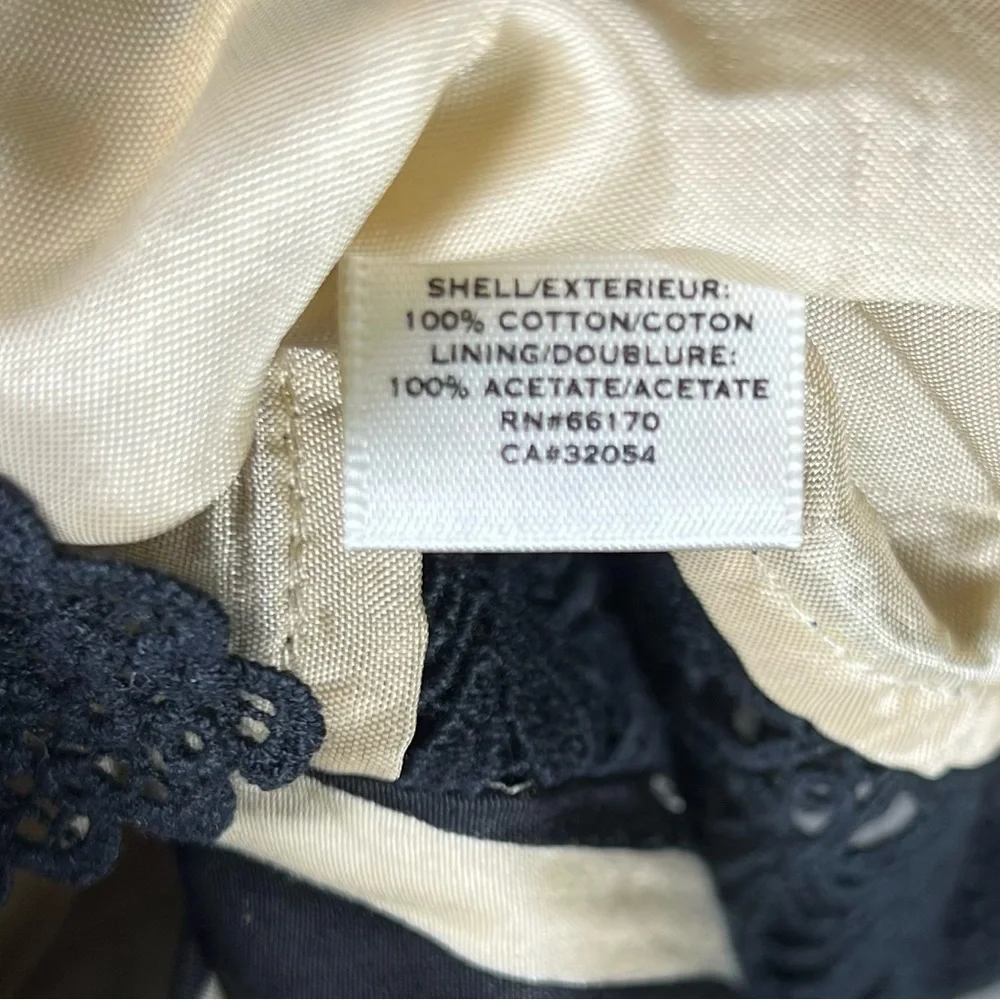 SHELL/EXTERIEUR:
100% COTTON/COTON
LINING/DOUBLURE:
100% ACETATE/ACETATE
RN#66170
CA#32054